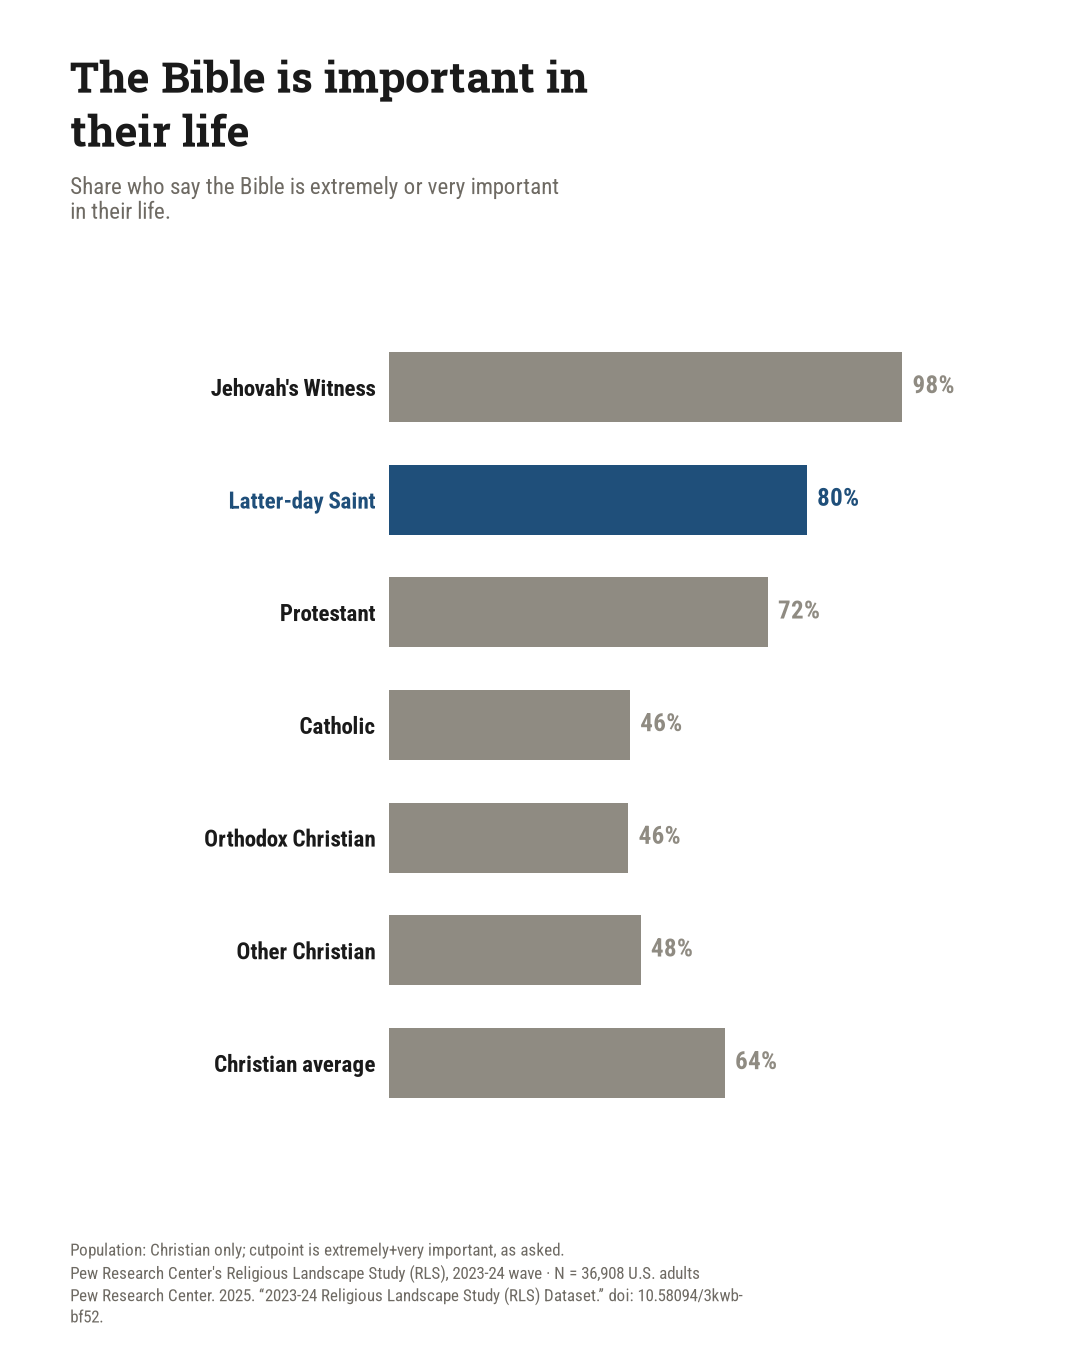 The Bible is important in
their life
Share who say the Bible is extremely or very important
in their life.
Jehovah's Witness
98%
Latter-day Saint
80%
Protestant
72%
Catholic
46%
Orthodox Christian
46%
Other Christian
48%
Christian average
64%
Population: Christian only; cutpoint is extremely+very important, as asked.
Pew Research Center's Religious Landscape Study (RLS), 2023-24 wave · N = 36,908 U.S. adults
Pew Research Center. 2025. “2023-24 Religious Landscape Study (RLS) Dataset.” doi: 10.58094/3kwb-
bf52.